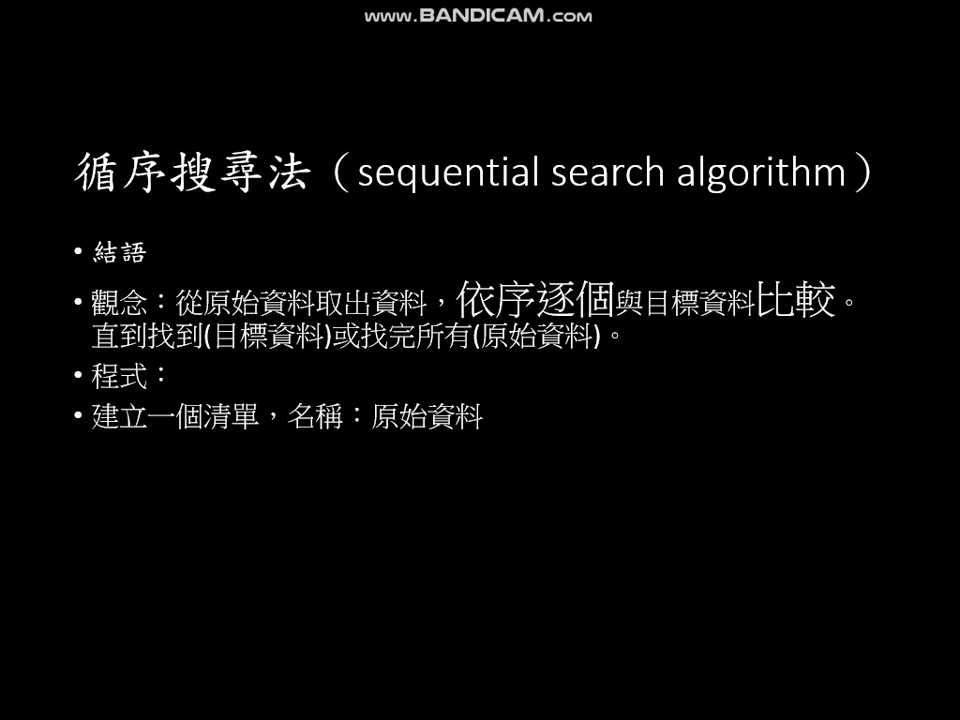 www.BANDICAM.com
循序搜尋法（sequential search algorithm）
• 結語
• 觀念：從原始資料取出資料，依序逐個與目標資料比較。
直到找到(目標資料)或找完所有(原始資料)。
• 程式：
• 建立一個清單，名稱：原始資料